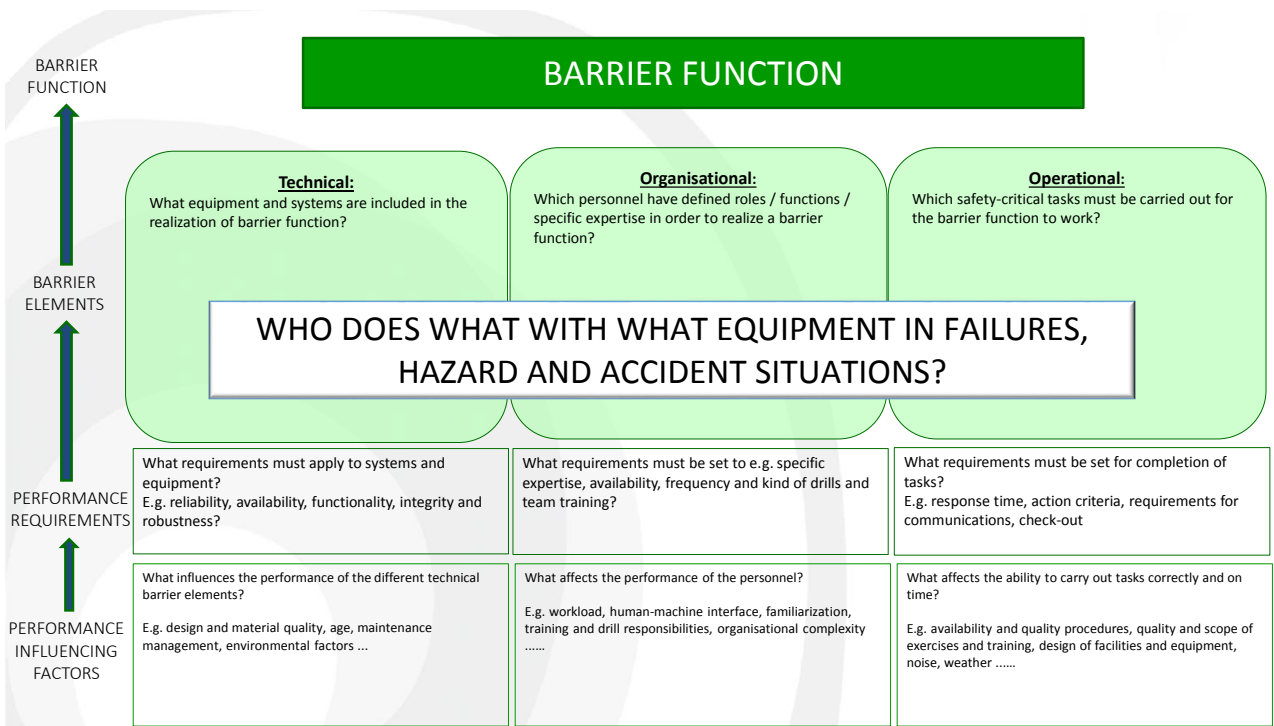 BARRIER
FUNCTION
BARRIER FUNCTION
Technical:
What equipment and systems are included in the
realization of barrier function?
Organisational:
Which personnel have defined roles / functions /
specific expertise in order to realize a barrier
function?
Operational:
Which safety-critical tasks must be carried out for
the barrier function to work?
BARRIER
ELEMENTS
WHO DOES WHAT WITH WHAT EQUIPMENT IN FAILURES,
HAZARD AND ACCIDENT SITUATIONS?
PERFORMANCE
REQUIREMENTS
What requirements must apply to systems and
equipment?
E.g. reliability, availability, functionality, integrity and
robustness?
What requirements must be set to e.g. specific
expertise, availability, frequency and kind of drills and
team training?
What requirements must be set for completion of
tasks?
E.g. response time, action criteria, requirements for
communications, check-out
PERFORMANCE
INFLUENCING
FACTORS
What influences the performance of the different technical
barrier elements?
E.g. design and material quality, age, maintenance
management, environmental factors ...
What affects the performance of the personnel?
E.g. workload, human-machine interface, familiarization,
training and drill responsibilities, organisational complexity
......
What affects the ability to carry out tasks correctly and on
time?
E.g. availability and quality procedures, quality and scope of
exercises and training, design of facilities and equipment,
noise, weather ......